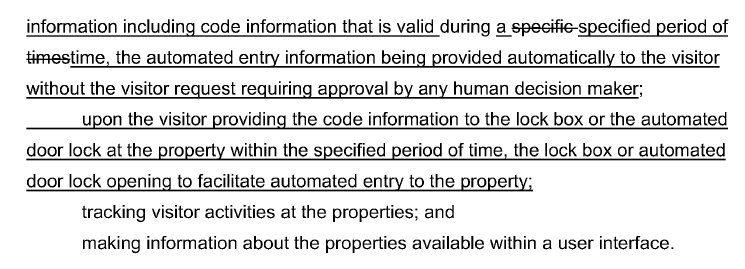 information including code information that is valid during a specific specified period of
timestime, the automated entry information being provided automatically to the visitor
without the visitor request requiring approval by any human decision maker;
upon the visitor providing the code information to the lock box or the automated
door lock at the property within the specified period of time, the lock box or automated
door lock opening to facilitate automated entry to the property;
tracking visitor activities at the properties; and
making information about the properties available within a user interface.